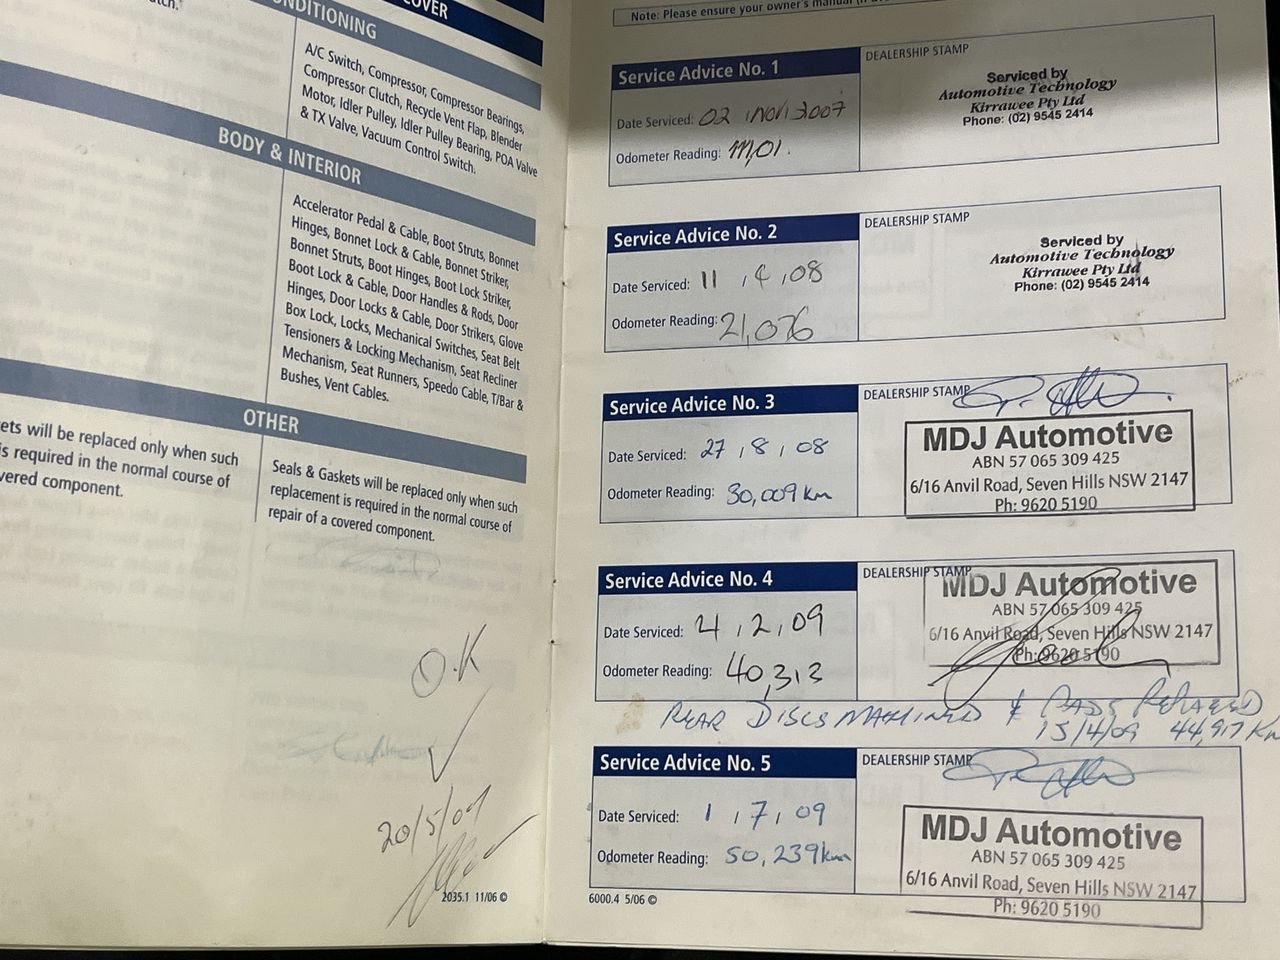 COVER
NDITIONING
A/C Switch, Compressor, Compressor Bearings,
Compressor Clutch, Recycle Vent Flap, Blender
Motor, Idler Pulley, Idler Pulley Bearing, POA Valve
& TX Valve, Vacuum Control Switch.
BODY & INTERIOR
Accelerator Pedal & Cable, Boot Struts, Bonnet
Hinges, Bonnet Lock & Cable, Bonnet Striker,
Bonnet Struts, Boot Hinges, Boot Lock Striker,
Boot Lock & Cable, Door Handles & Rods, Door
Hinges, Door Locks & Cable, Door Strikers, Glove
Box Lock, Locks, Mechanical Switches, Seat Belt
Tensioners & Locking Mechanism, Seat Recliner
Mechanism, Seat Runners, Speedo Cable, T/Bar &
Bushes, Vent Cables.
OTHER
ets will be replaced only when such
is required in the normal course of
vered component.
Seals & Gaskets will be replaced only when such
replacement is required in the normal course of
repair of a covered component.
O.K
20/5/09
2035.1 11/06 ©
Note: Please ensure your owner's manual
Service Advice No. 1
Date Serviced: 02 NOV 2007
Odometer Reading:
DEALERSHIP STAMP
Serviced by
Automotive Technology
Kirrawee Pty Ltd
Phone: (02) 9545 2414
Service Advice No. 2
Date Serviced: 11, 4, 08
Odometer Reading: 21,076
DEALERSHIP STAMP
Serviced by
Automotive Technology
Kirrawee Pty Ltd
Phone: (02) 9545 2414
Service Advice No. 3
Date Serviced: 27, 8, 08
Odometer Reading: 30,009 km
DEALERSHIP STAMP
MDJ Automotive
ABN 57 065 309 425
6/16 Anvil Road, Seven Hills NSW 2147
Ph: 9620 5190
Service Advice No. 4
Date Serviced: 4, 2, 09
Odometer Reading: 40,313
DEALERSHIP STAMP
MDJ Automotive
ABN 57 065 309 425
6/16 Anvil Road, Seven Hills NSW 2147
Ph: 9620 5190
REAR DISCS MACHINED & PADS REPLACED
15/4/09 44,917 Km
Service Advice No. 5
Date Serviced: 1, 7, 09
Odometer Reading: 50,239km
DEALERSHIP STAMP
MDJ Automotive
ABN 57 065 309 425
6/16 Anvil Road, Seven Hills NSW 2147
Ph: 9620 5190
6000.4 5/06 ©